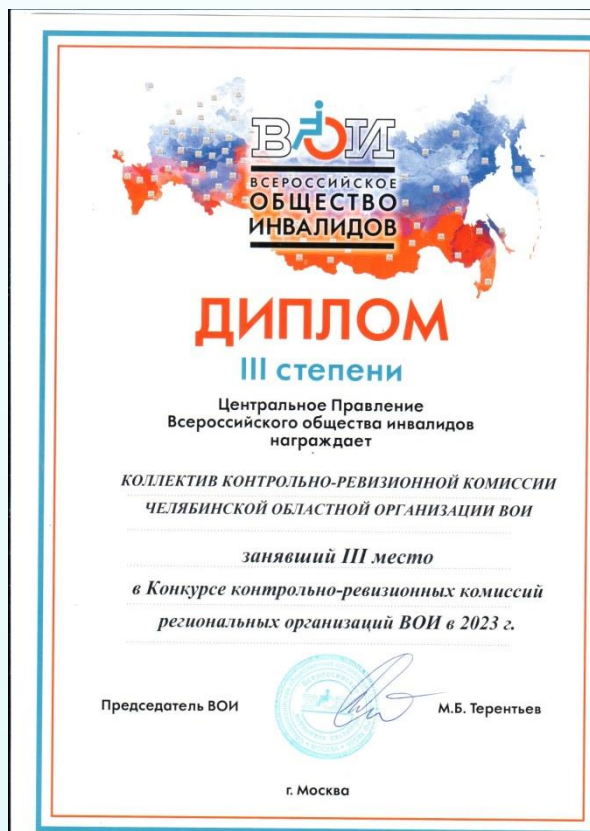 ВОИ
ВСЕРОССИЙСКОЕ
ОБЩЕСТВО
ИНВАЛИДОВ
ДИПЛОМ
III степени
Центральное Правление
Всероссийского общества инвалидов
награждает
КОЛЛЕКТИВ КОНТРОЛЬНО-РЕВИЗИОННОЙ КОМИССИИ
ЧЕЛЯБИНСКОЙ ОБЛАСТНОЙ ОРГАНИЗАЦИИ ВОИ
занявший III место
в Конкурсе контрольно-ревизионных комиссий
региональных организаций ВОИ в 2023 г.
Председатель ВОИ
М.Б. Терентьев
г. Москва